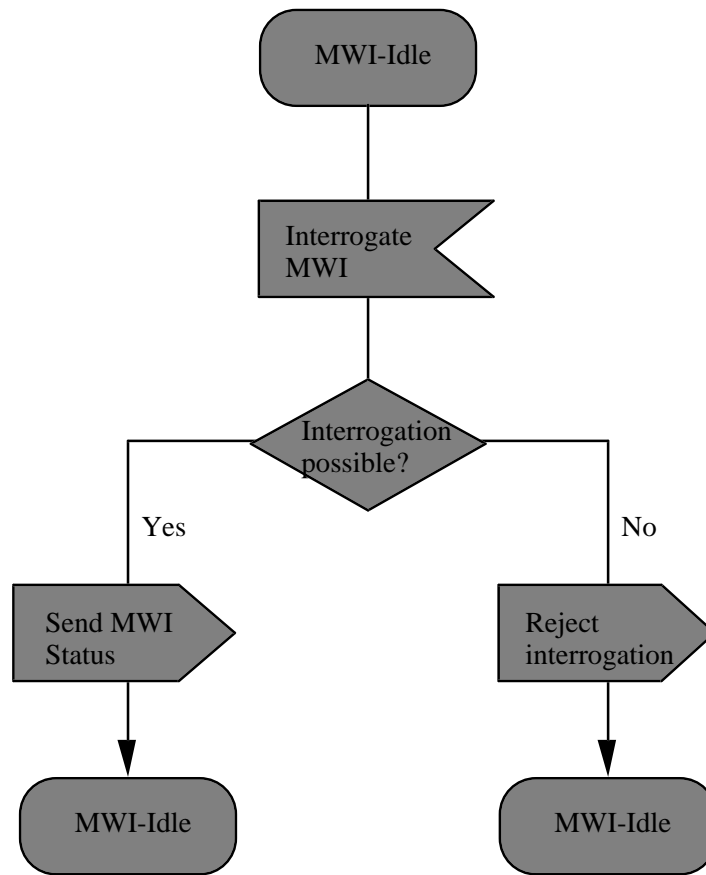 MWI-Idle
Interrogate
MWI
Interrogation
possible?
Yes
No
Send MWI
Status
Reject
interrogation
MWI-Idle
MWI-Idle